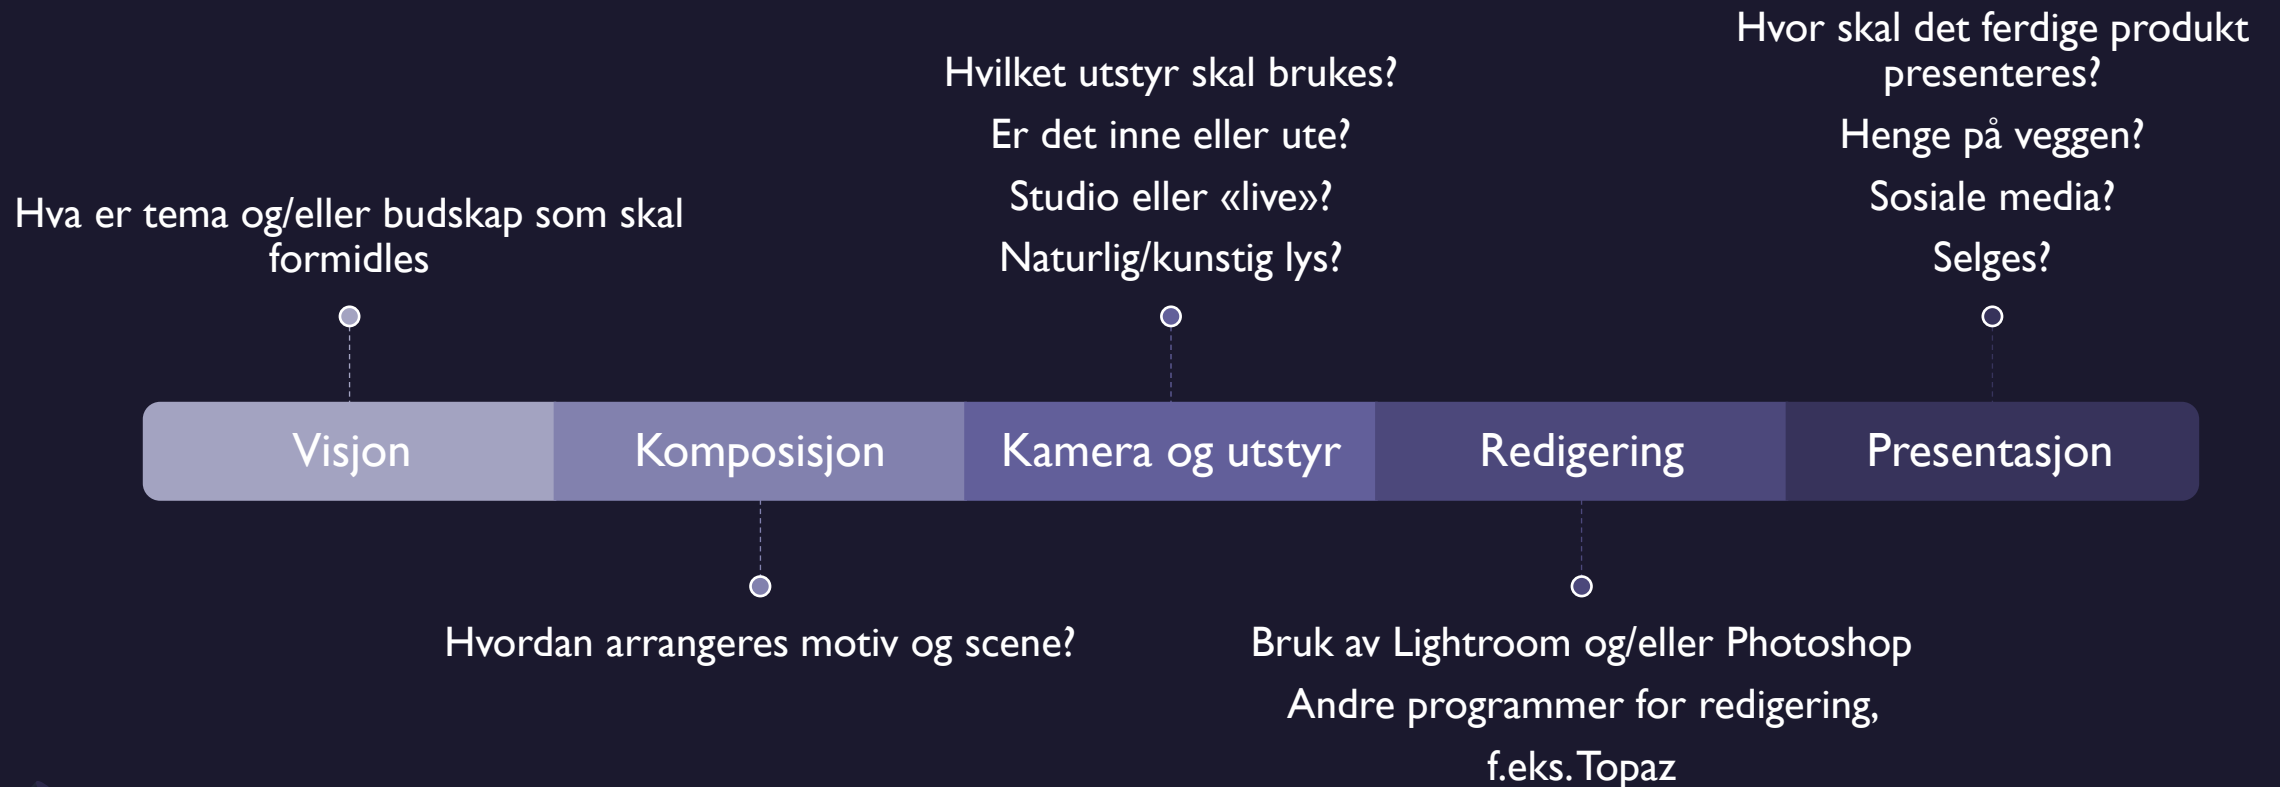 Hvor skal det ferdige produkt
presenteres?
Henge på veggen?
Sosiale media?
Selges?
Hvilket utstyr skal brukes?
Er det inne eller ute?
Studio eller «live»?
Naturlig/kunstig lys?
Hva er tema og/eller budskap som skal
formidles
Visjon
Komposisjon
Kamera og utstyr
Redigering
Presentasjon
Hvordan arrangeres motiv og scene?
Bruk av Lightroom og/eller Photoshop
Andre programmer for redigering,
f.eks. Topaz